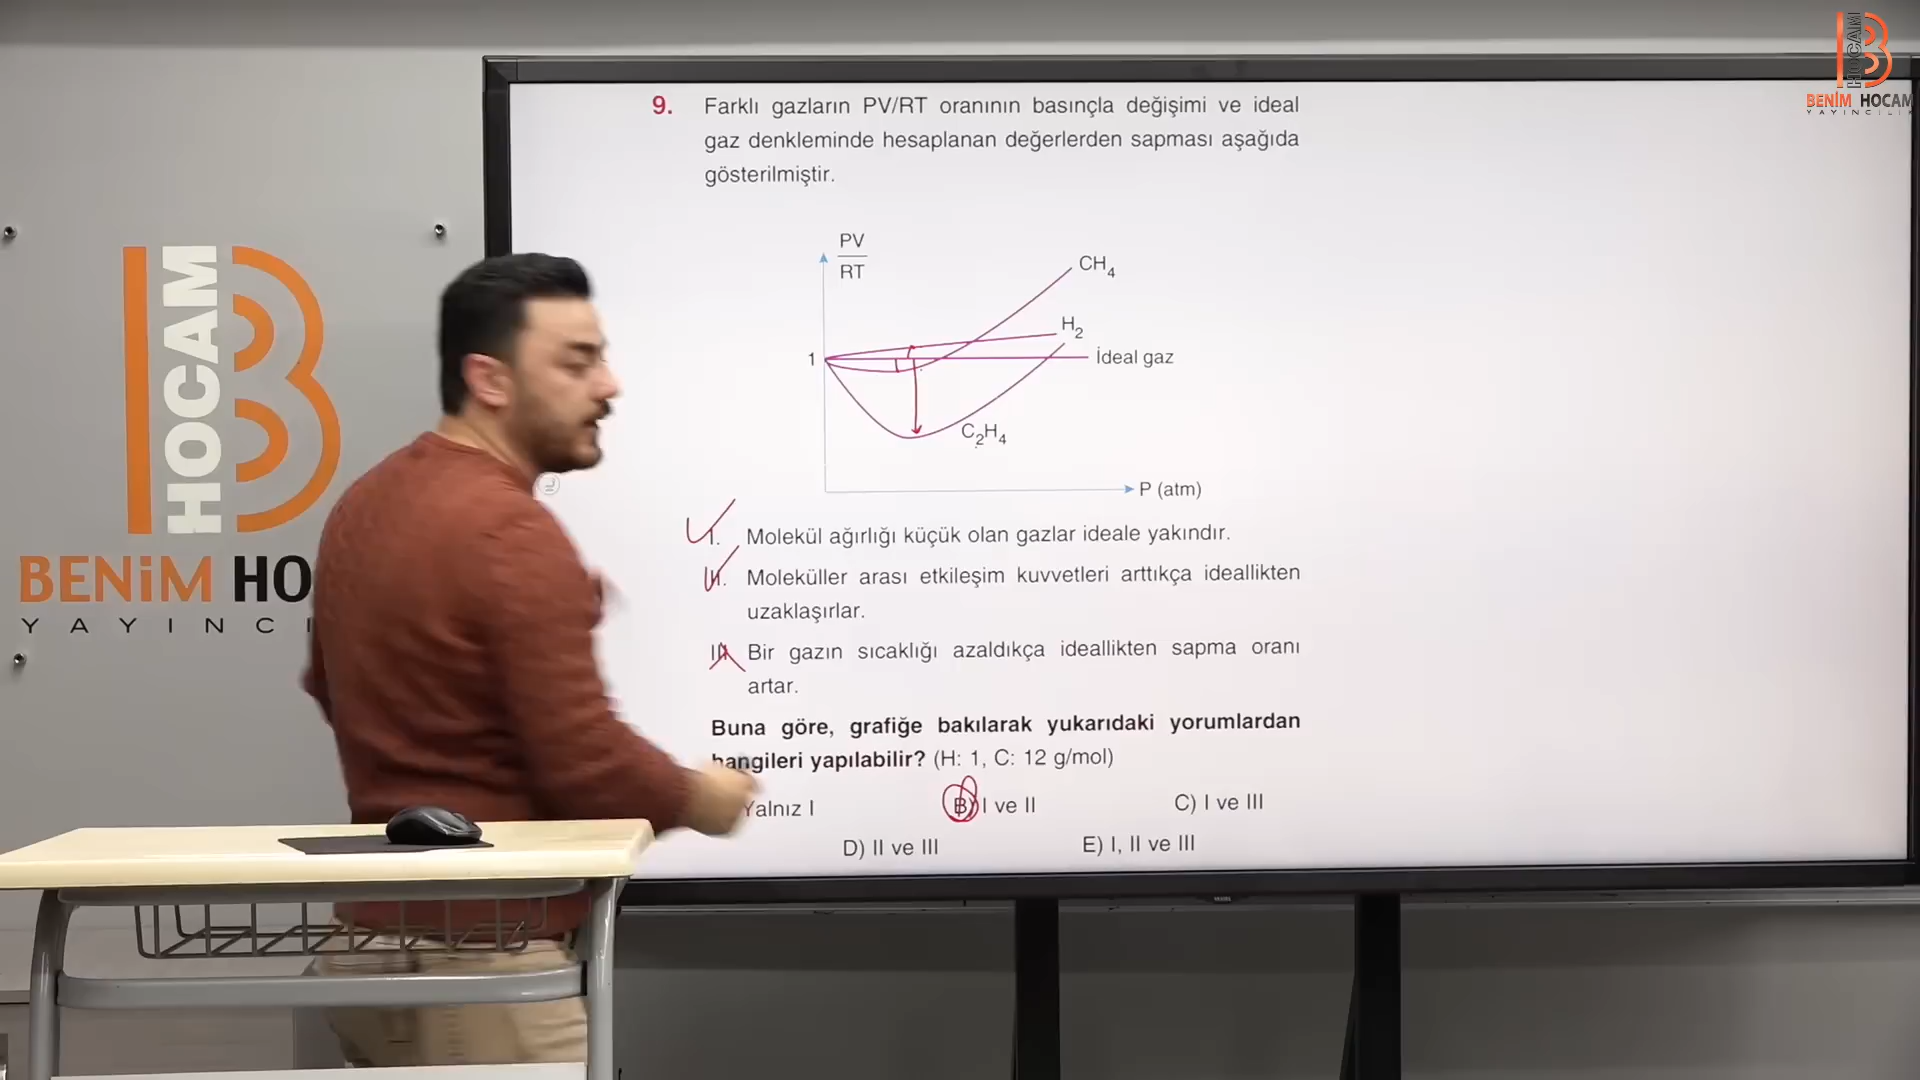 BENİM HOCAM
YAYINCILIK
HOCAM
BENİM HO
YAYINCI
9. Farklı gazların PV/RT oranının basınçla değişimi ve ideal
gaz denkleminde hesaplanan değerlerden sapması aşağıda
gösterilmiştir.
PV
RT
CH4
H2
1
İdeal gaz
C2H4
P (atm)
I. Molekül ağırlığı küçük olan gazlar ideale yakındır.
II. Moleküller arası etkileşim kuvvetleri arttıkça ideallikten
uzaklaşırlar.
III. Bir gazın sıcaklığı azaldıkça ideallikten sapma oranı
artar.
Buna göre, grafiğe bakılarak yukarıdaki yorumlardan
hangileri yapılabilir? (H: 1, C: 12 g/mol)
Yalnız I B) I ve II C) I ve III
D) II ve III E) I, II ve III